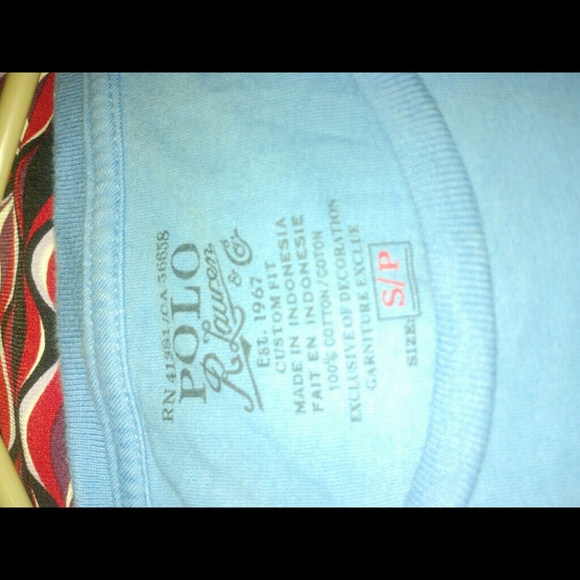 RN 41381/CA 56658
POLO
R Lauren
& Co
Est. 1967
CUSTOM FIT
MADE IN INDONESIA
FAIT EN INDONESIE
100% COTTON/COTON
EXCLUSIVE OF DECORATION
GARNITURE EXCLUE
SIZE: S/P